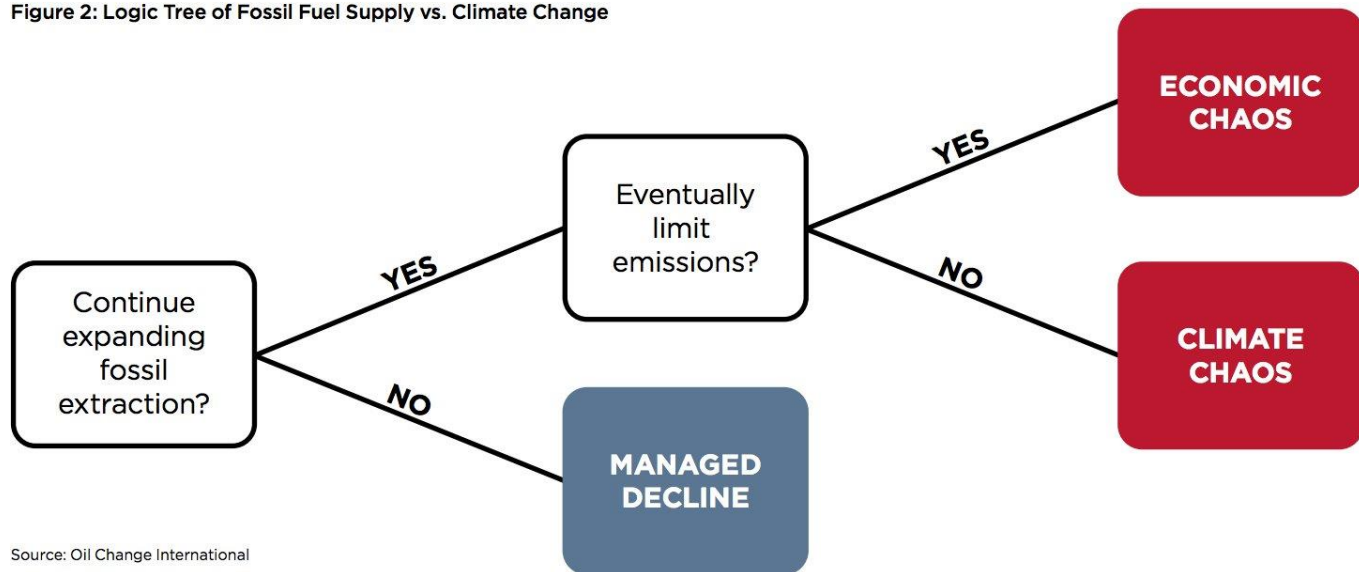 Figure 2: Logic Tree of Fossil Fuel Supply vs. Climate Change
Continue
expanding
fossil
extraction?
YES
NO
Eventually
limit
emissions?
MANAGED
DECLINE
YES
NO
ECONOMIC
CHAOS
CLIMATE
CHAOS
Source: Oil Change International